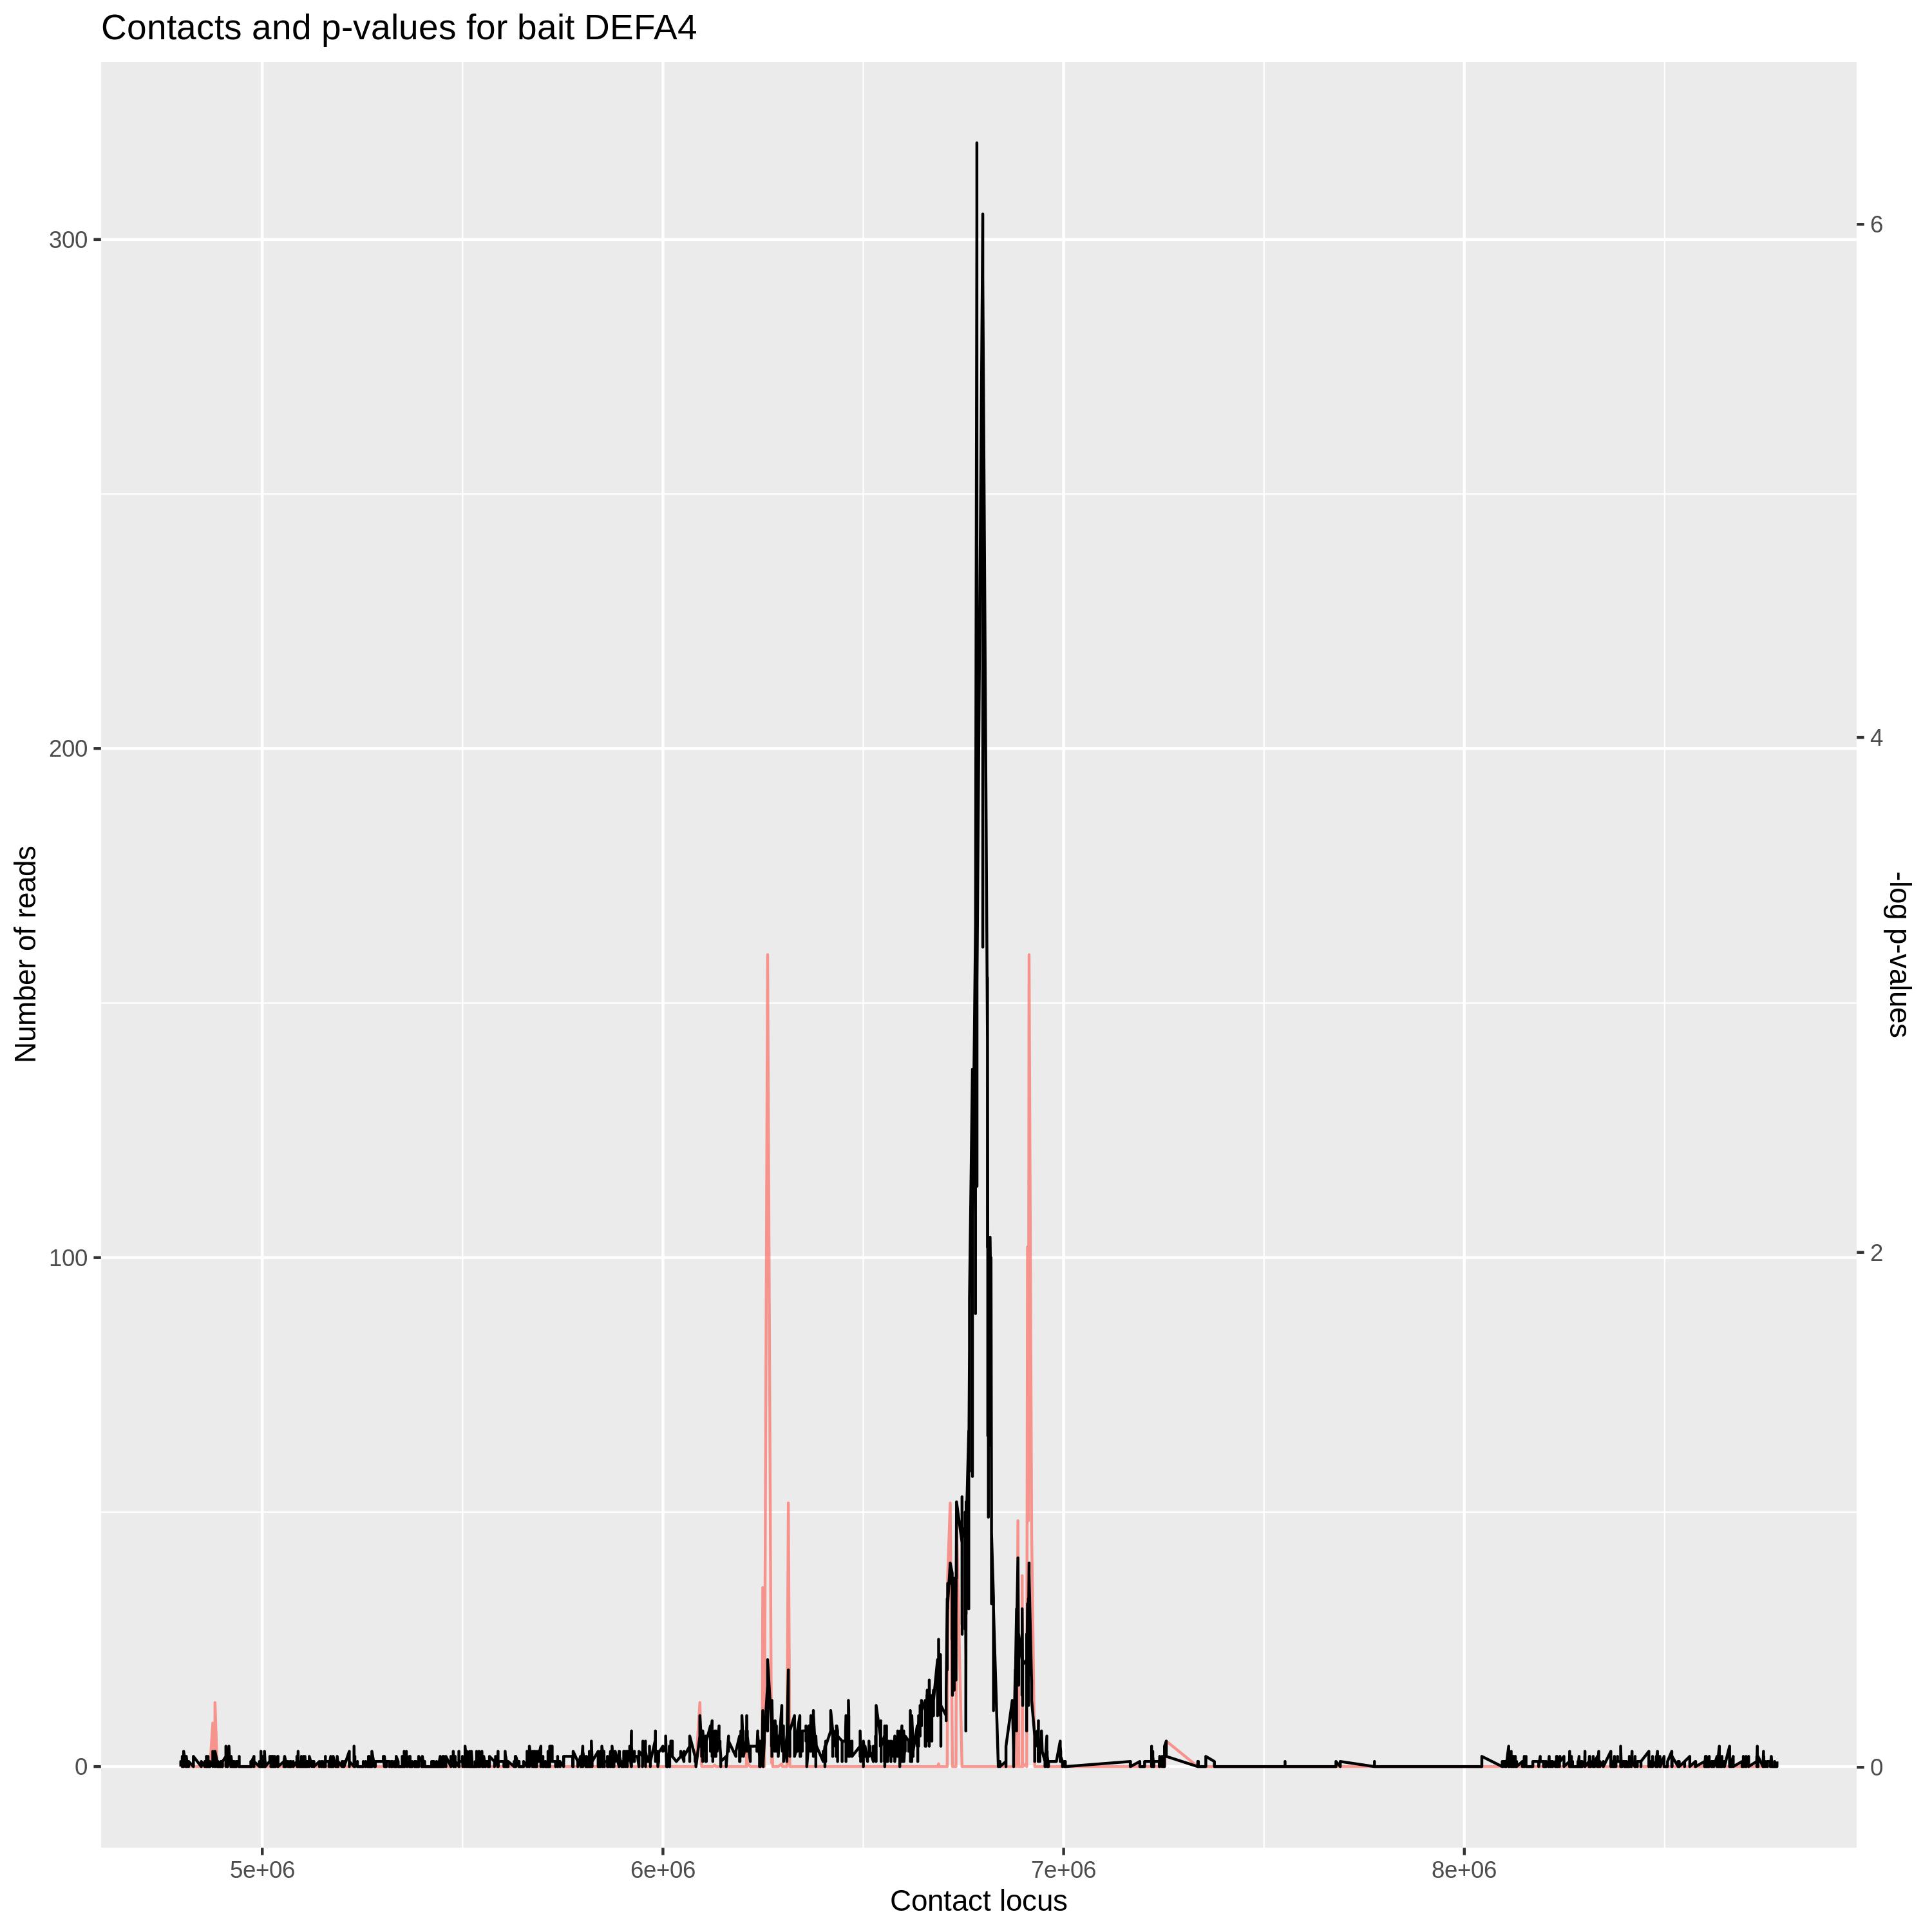 Contacts and p-values for bait DEFA4
300
200
100
0
Number of reads
6
4
2
0
-log p-values
5e+06
6e+06
7e+06
8e+06
Contact locus